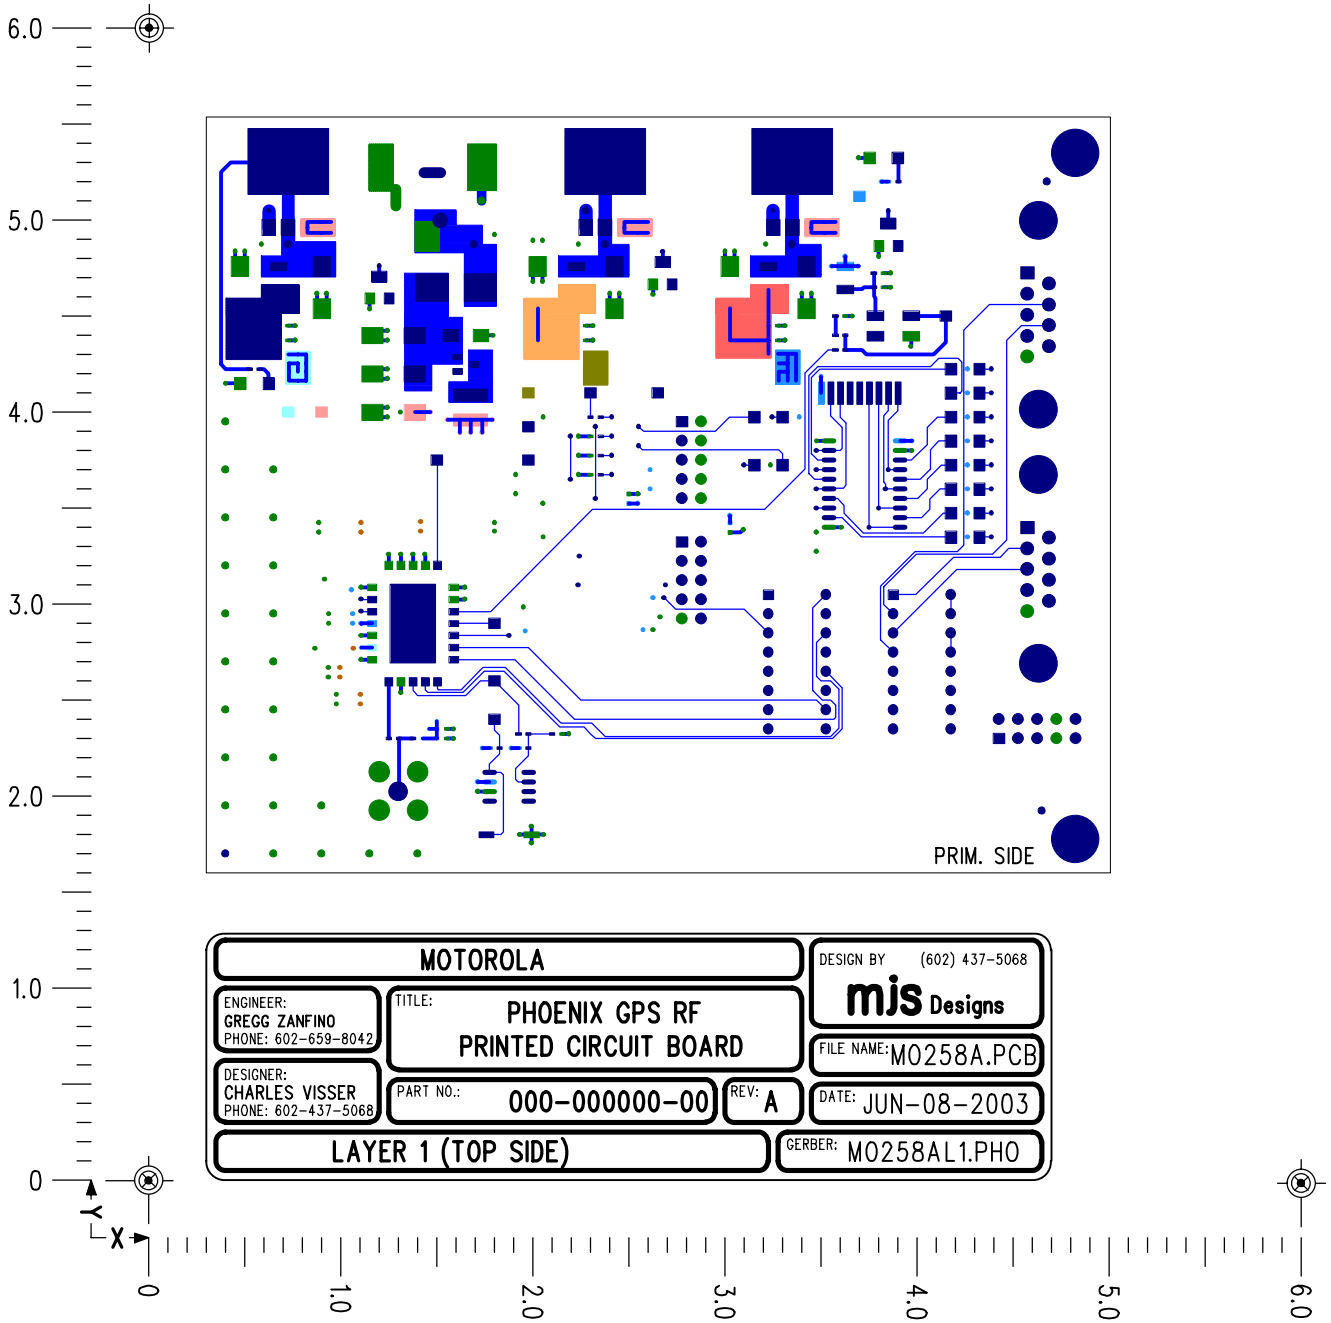 6.0
5.0
4.0
3.0
2.0
1.0
0
PRIM. SIDE
MOTOROLA
DESIGN BY (602) 437-5068
mjs Designs
ENGINEER:
GREGG ZANFINO
PHONE: 602-659-8042
TITLE:
PHOENIX GPS RF
PRINTED CIRCUIT BOARD
FILE NAME: M0258A.PCB
DESIGNER:
CHARLES VISSER
PHONE: 602-437-5068
PART NO.: 000-000000-00
REV: A
DATE: JUN-08-2003
LAYER 1 (TOP SIDE)
GERBER: M0258AL1.PHO
Y
X
0
1.0
2.0
3.0
4.0
5.0
6.0